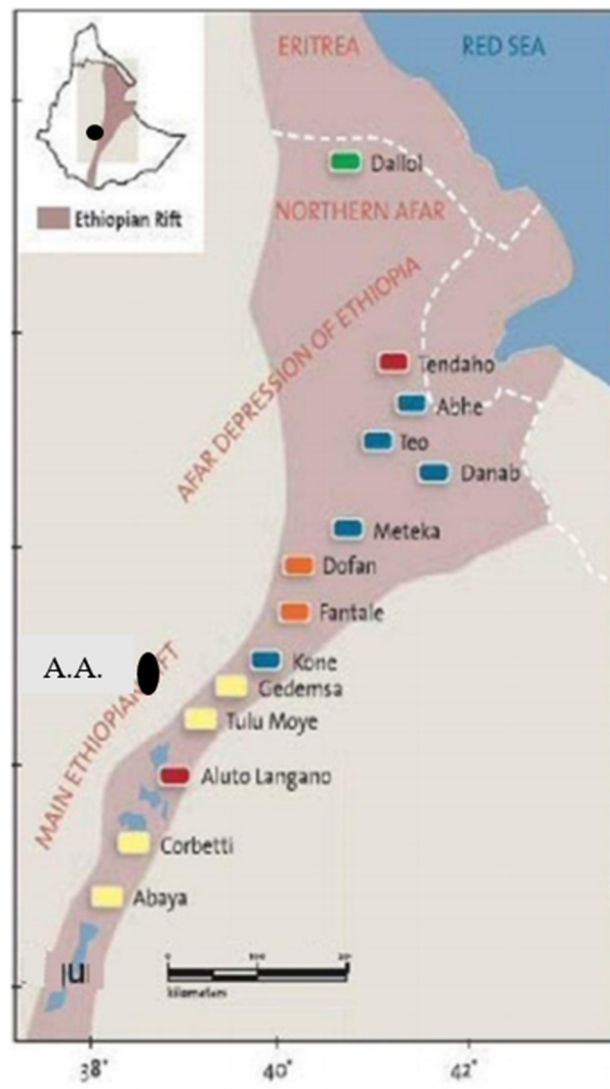 ERITREA
RED SEA
Ethiopian Rift
Dallol
NORTHERN AFAR
AFAR DEPRESSION OF ETHIOPIA
Tendaho
Abhe
Teo
Danab
Meteka
Dofan
Fantale
A.A.
Kone
Gedemsa
Tulu Moye
MAIN ETHIOPIAN
Aluto Langano
Corbetti
Abaya
kilometers
38°
40°
42°